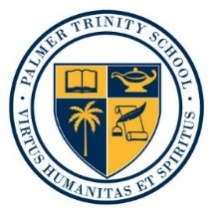 · PALMER TRINITY SCHOOL ·
VIRTUS HUMANITAS ET SPIRITUS